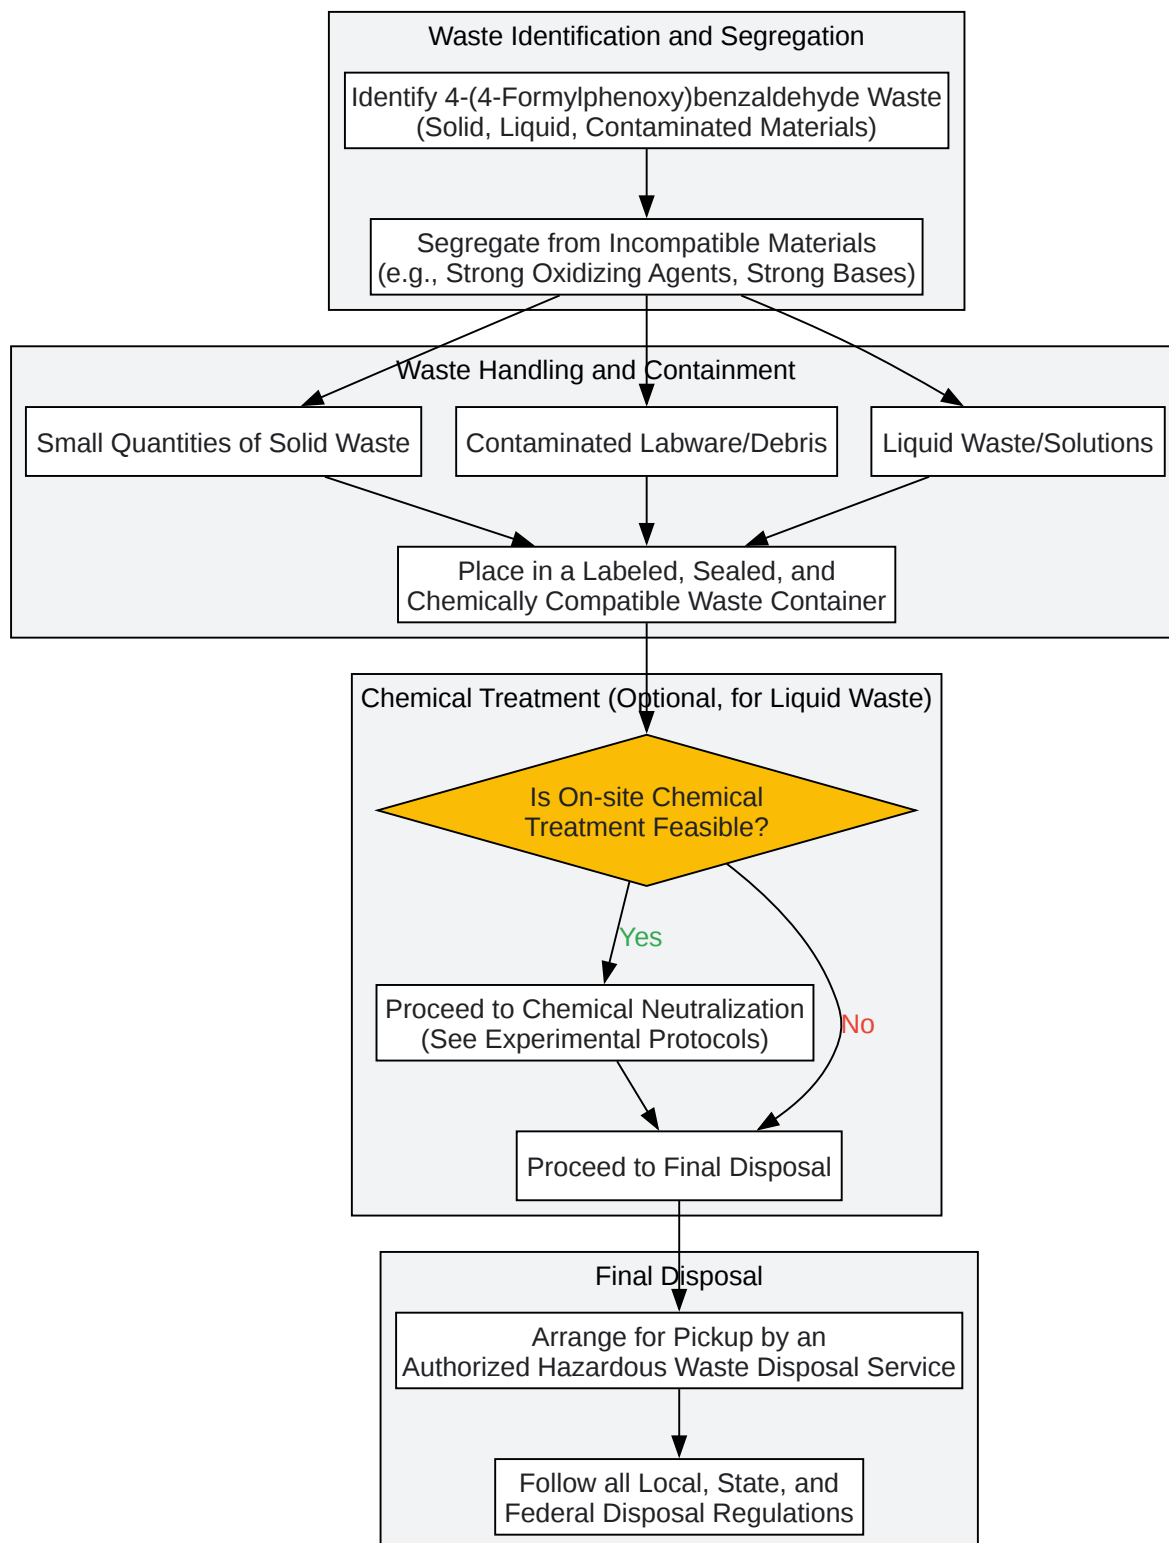 Waste Identification and Segregation
Identify 4-(4-Formylphenoxy)benzaldehyde Waste
(Solid, Liquid, Contaminated Materials)
Segregate from Incompatible Materials
(e.g., Strong Oxidizing Agents, Strong Bases)
Waste Handling and Containment
Small Quantities of Solid Waste
Contaminated Labware/Debris
Liquid Waste/Solutions
Place in a Labeled, Sealed, and
Chemically Compatible Waste Container
Chemical Treatment (Optional, for Liquid Waste)
Is On-site Chemical
Treatment Feasible?
Yes
Proceed to Chemical Neutralization
(See Experimental Protocols)
No
Proceed to Final Disposal
Final Disposal
Arrange for Pickup by an
Authorized Hazardous Waste Disposal Service
Follow all Local, State, and
Federal Disposal Regulations